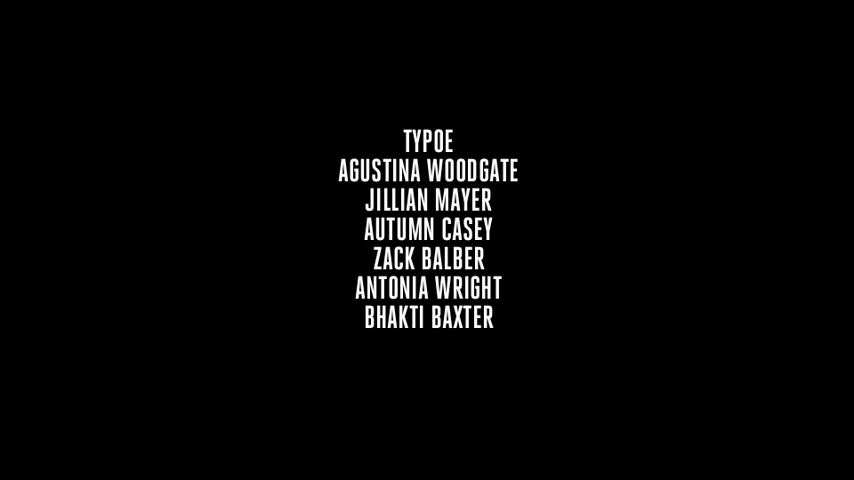 TYPOE
AGUSTINA WOODGATE
JILLIAN MAYER
AUTUMN CASEY
ZACK BALBER
ANTONIA WRIGHT
BHAKTI BAXTER